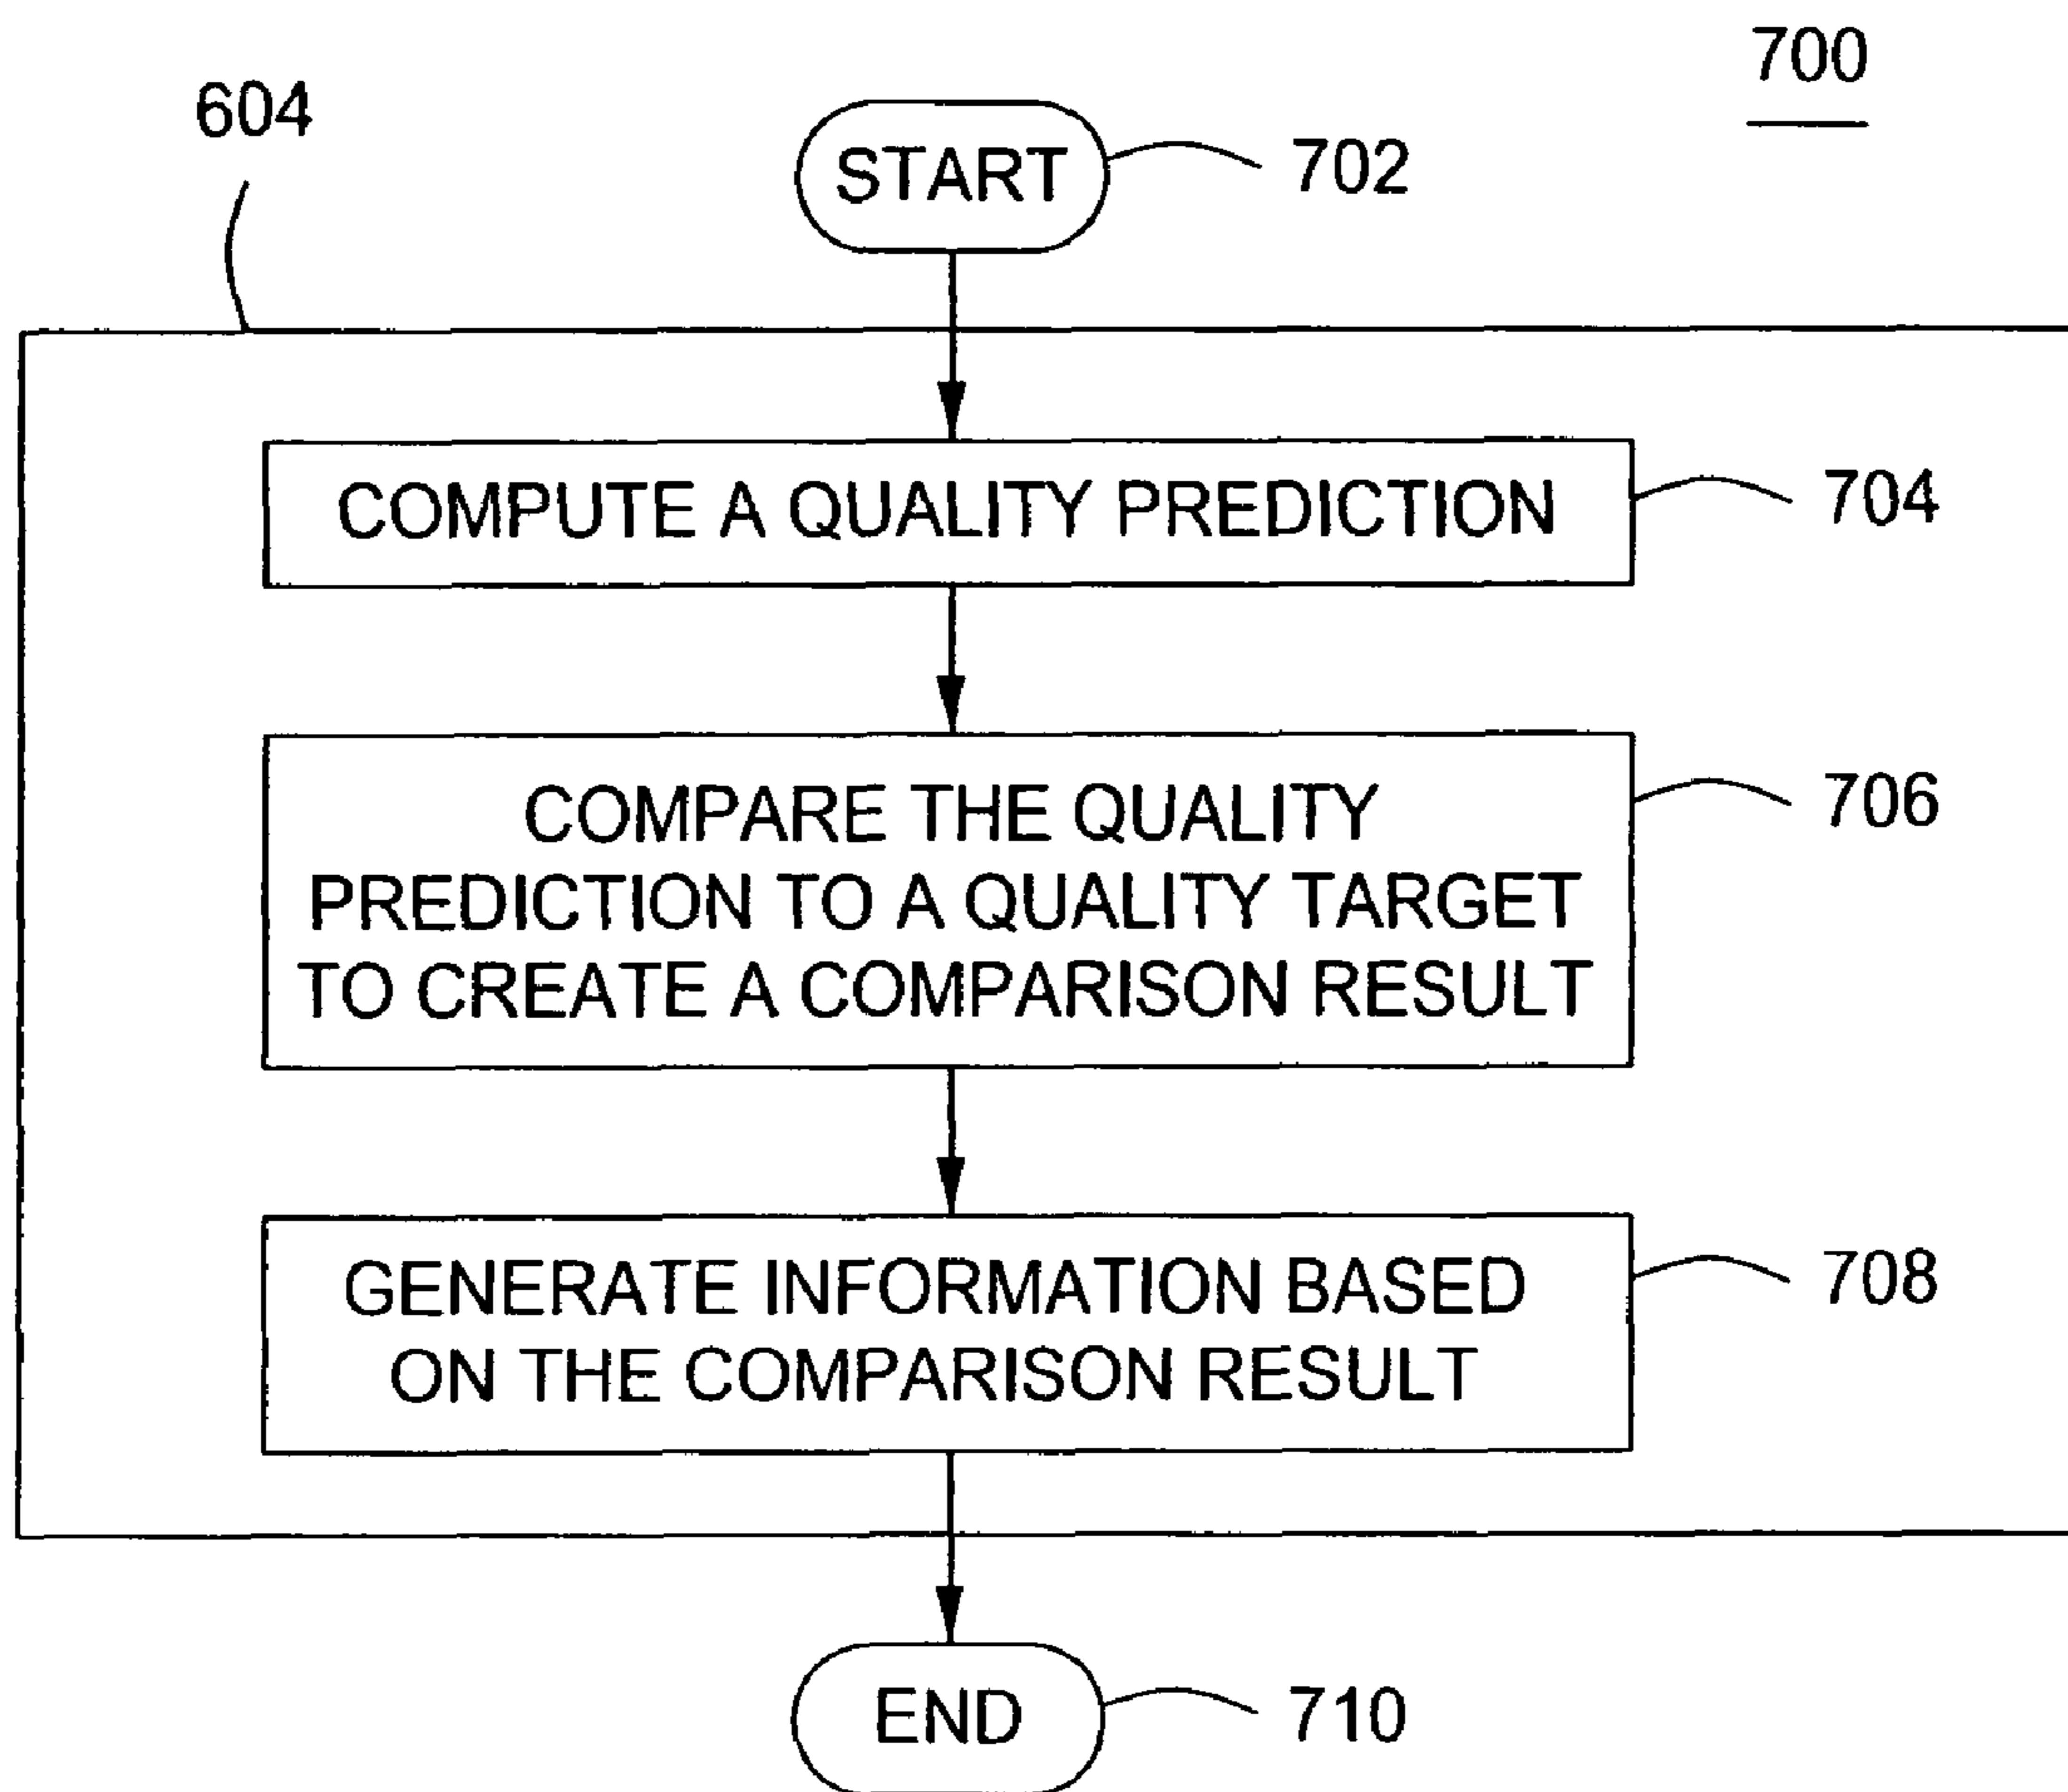 700
604
START
702
COMPUTE A QUALITY PREDICTION
704
COMPARE THE QUALITY
PREDICTION TO A QUALITY TARGET
TO CREATE A COMPARISON RESULT
706
GENERATE INFORMATION BASED
ON THE COMPARISON RESULT
708
END
710